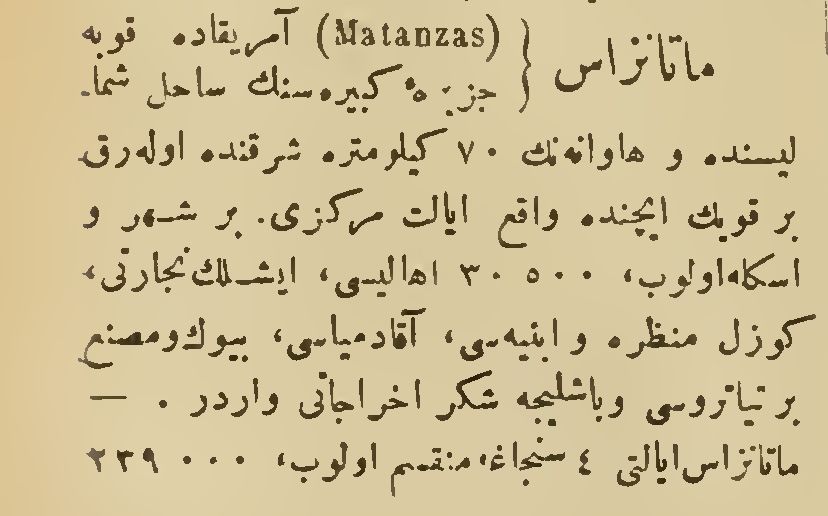 ماتانزاس { (Matanzas) آمریقاده قوبه
جزیرهٔ کبیره‌سنك ساحل شما-
لیسنده و هاوانه‌نك ۷۰ کیلومتره شرقنده اوله‌رق
بر قویك ایچنده واقع ایالت مرکزی. بر شهر و
اسکله‌اولوب، ۳۰ ۵۰۰ اهالیسی، ایشلك تجارتی،
کوزل منظره و ابنیه‌سی، آقادمیاسی، بیوك‌ومصنع
بر تیاتروسی وباشلیجه شکر اخراجاتی واردر . —
ماتانزاس‌ایالتی ٤ سنجاغه منقسم اولوب، ۲۳۹ ۰۰۰